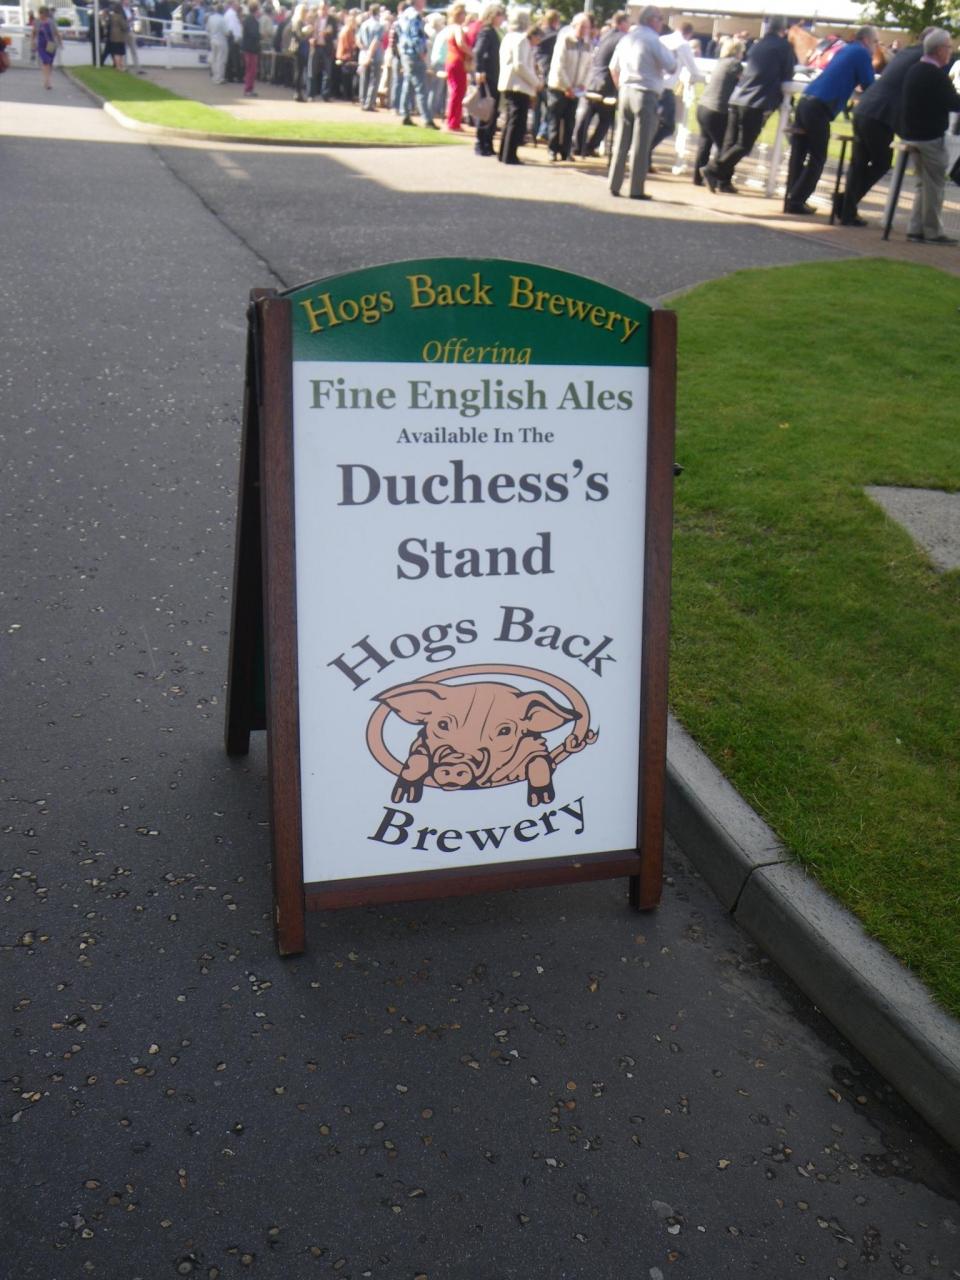 Hogs Back Brewery
Offering
Fine English Ales
Available In The
Duchess's
Stand
Hogs Back
Brewery